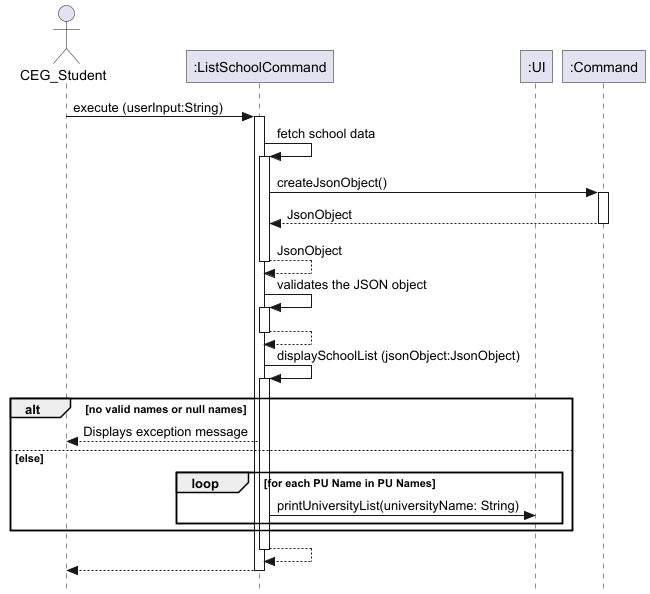 CEG_Student
:ListSchoolCommand
:UI
:Command
execute (userInput:String)
fetch school data
createJsonObject()
JsonObject
JsonObject
validates the JSON object
displaySchoolList (jsonObject:JsonObject)
alt
[no valid names or null names]
Displays exception message
[else]
loop
[for each PU Name in PU Names]
printUniversityList(universityName: String)